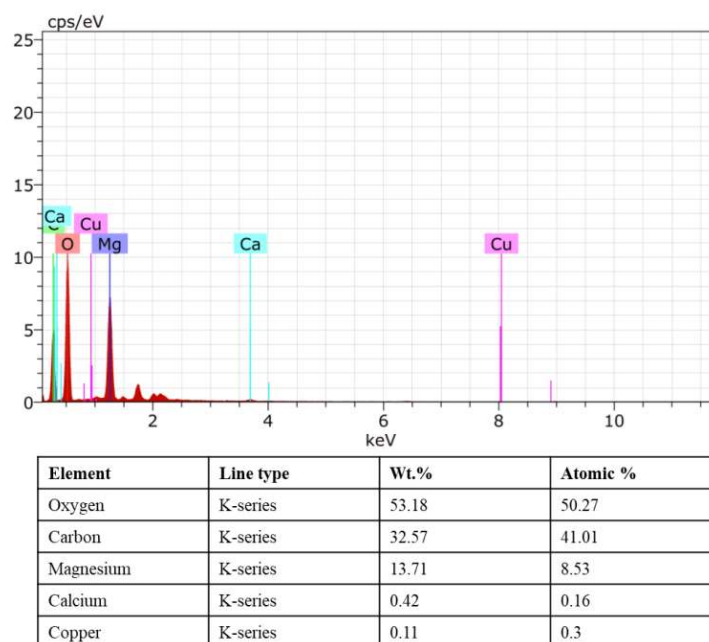 cps/eV
25
20
15
10
5
0
Ca
Cu
O
Mg
Ca
Cu
2 4 6 8 10
keV
Element Line type Wt.% Atomic %
Oxygen K-series 53.18 50.27
Carbon K-series 32.57 41.01
Magnesium K-series 13.71 8.53
Calcium K-series 0.42 0.16
Copper K-series 0.11 0.3